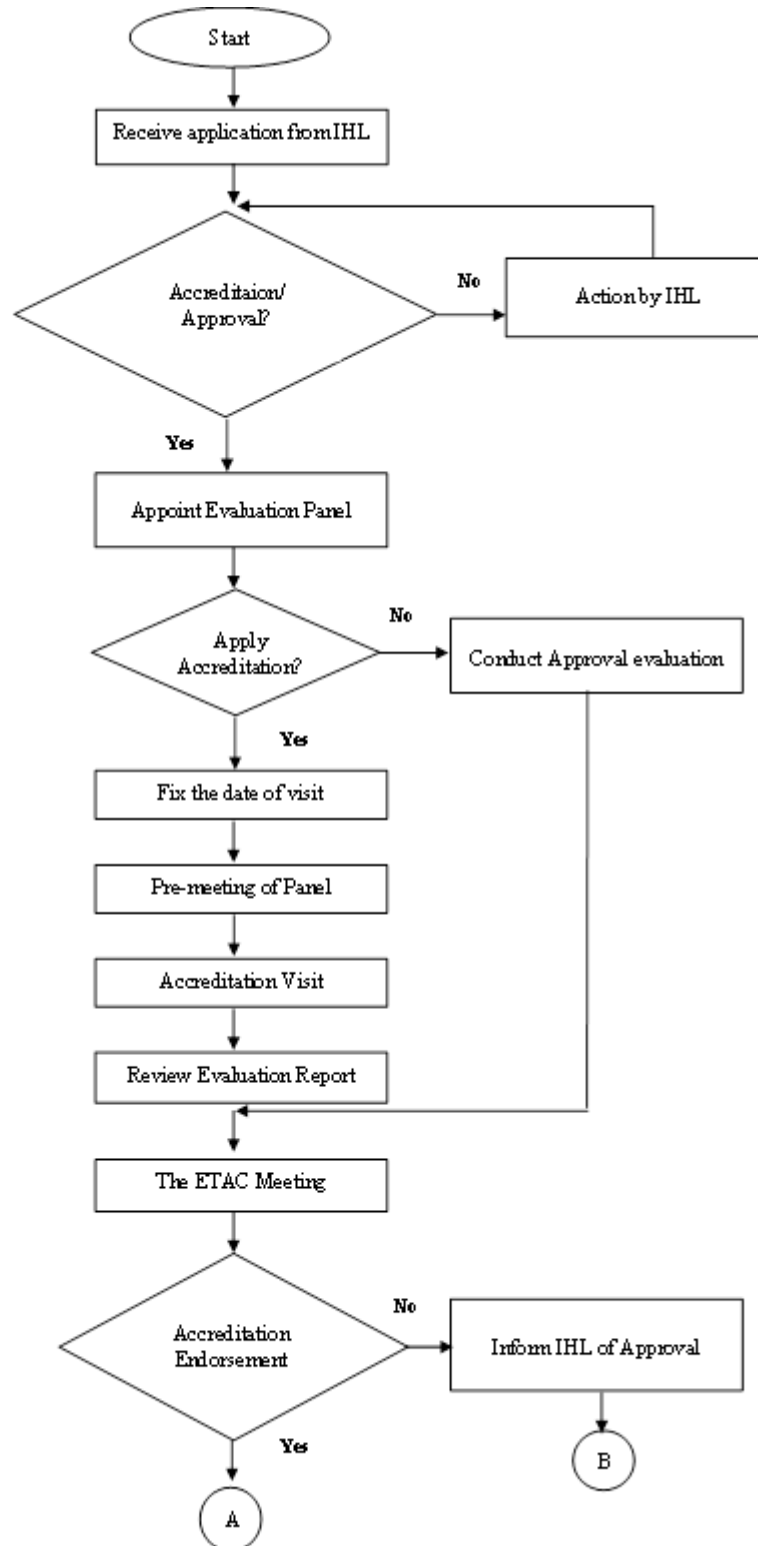 Start
Receive application from IHL
Accreditaion/
Approval?
No
Action by IHL
Yes
Appoint Evaluation Panel
Apply
Accreditation?
No
Conduct Approval evaluation
Yes
Fix the date of visit
Pre-meeting of Panel
Accreditation Visit
Review Evaluation Report
The ETAC Meeting
Accreditation
Endorsement
No
Inform IHL of Approval
Yes
B
A